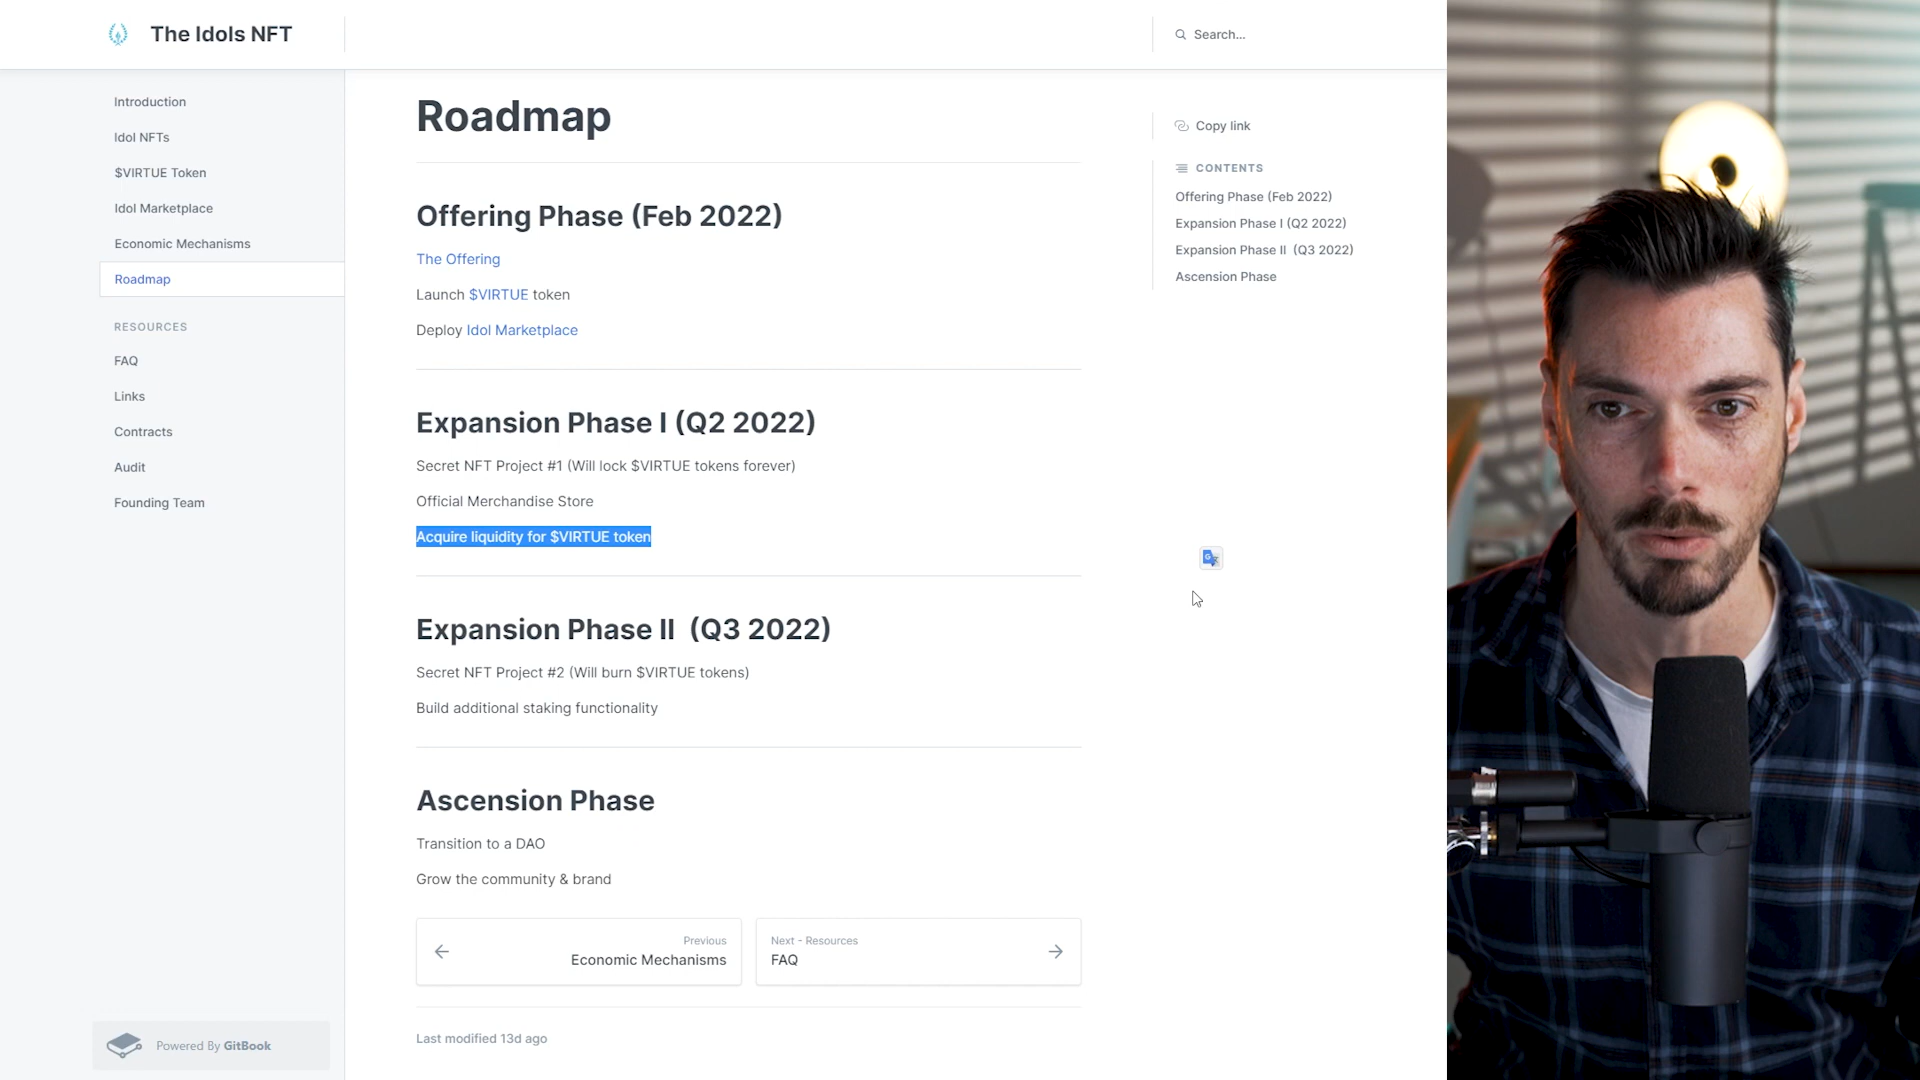 The Idols NFT
Search...
Introduction
Idol NFTs
$VIRTUE Token
Idol Marketplace
Economic Mechanisms
Roadmap
RESOURCES
FAQ
Links
Contracts
Audit
Founding Team
Powered By GitBook
Roadmap
Offering Phase (Feb 2022)
The Offering
Launch $VIRTUE token
Deploy Idol Marketplace
Expansion Phase I (Q2 2022)
Secret NFT Project #1 (Will lock $VIRTUE tokens forever)
Official Merchandise Store
Acquire liquidity for $VIRTUE token
Expansion Phase II (Q3 2022)
Secret NFT Project #2 (Will burn $VIRTUE tokens)
Build additional staking functionality
Ascension Phase
Transition to a DAO
Grow the community & brand
Previous
Economic Mechanisms
Next - Resources
FAQ
Last modified 13d ago
Copy link
CONTENTS
Offering Phase (Feb 2022)
Expansion Phase I (Q2 2022)
Expansion Phase II (Q3 2022)
Ascension Phase